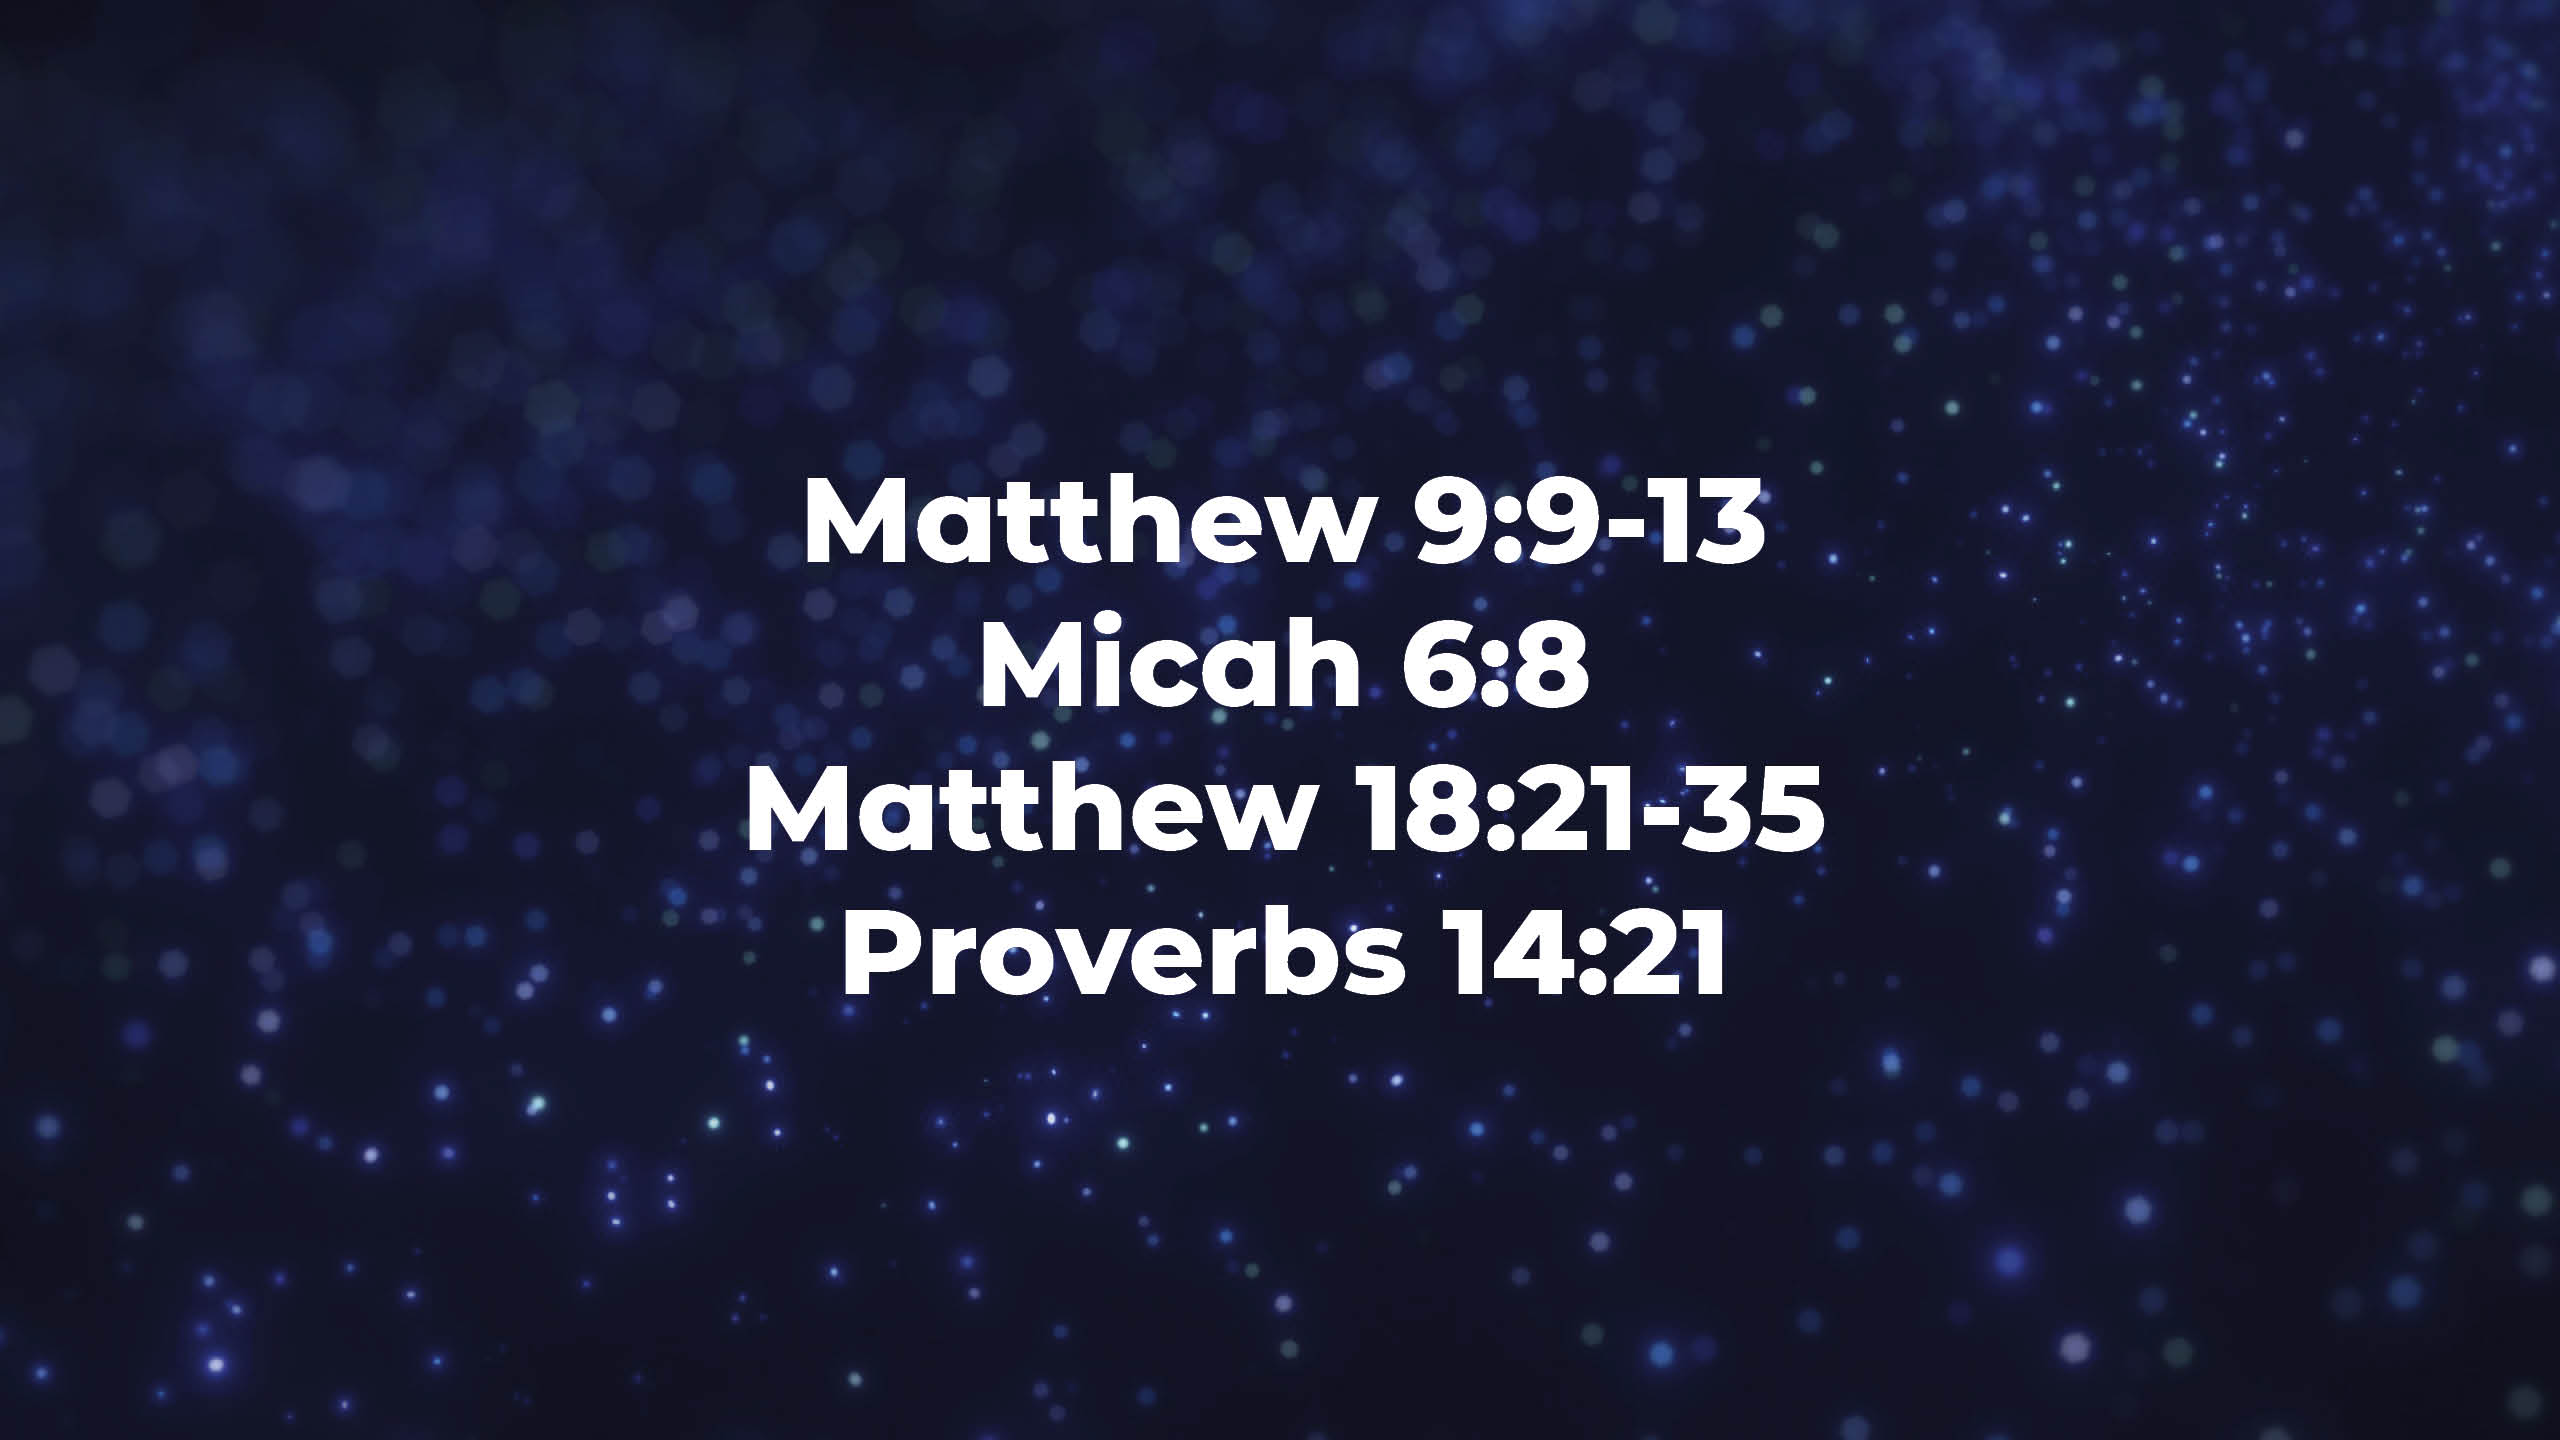 Matthew 9:9-13
Micah 6:8
Matthew 18:21-35
Proverbs 14:21